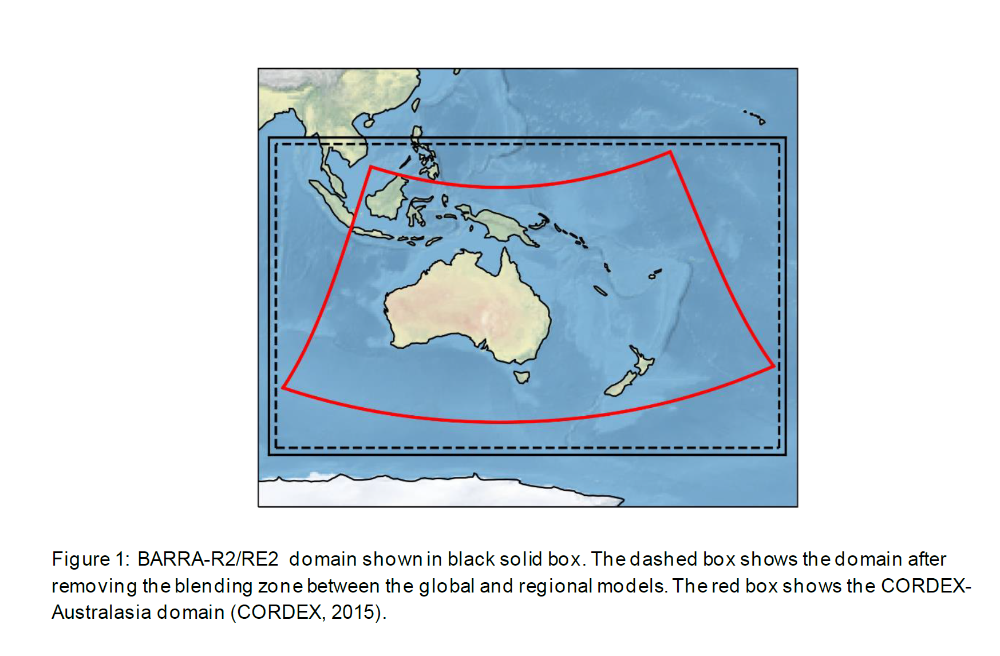 Figure 1: BARRA-R2/RE2 domain shown in black solid box. The dashed box shows the domain after
removing the blending zone between the global and regional models. The red box shows the CORDEX-
Australasia domain (CORDEX, 2015).